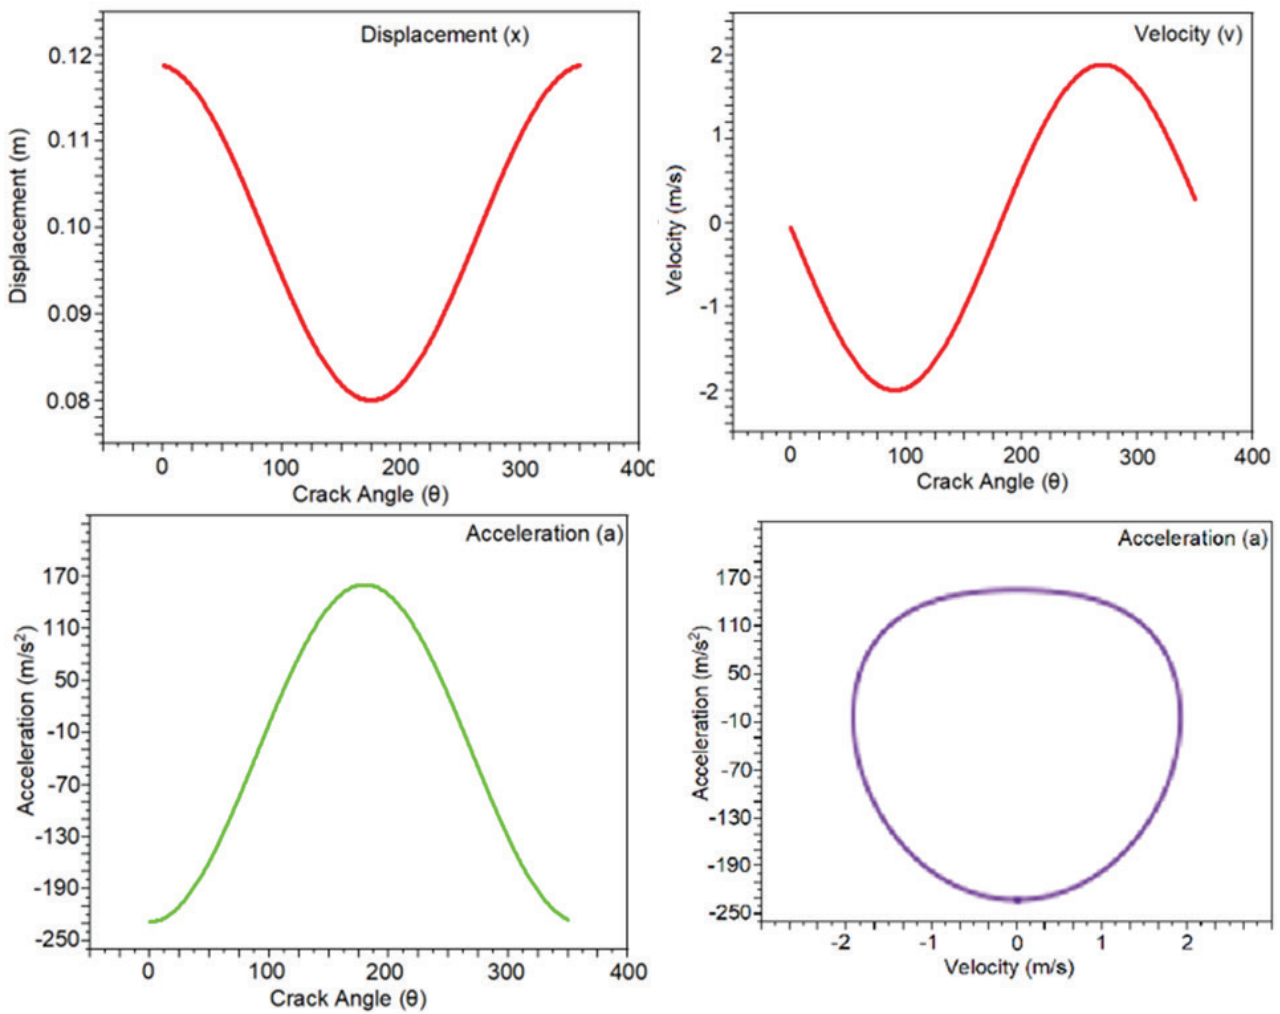 Displacement (x)
0.12
0.11
0.10
0.09
0.08
Displacement (m)
0 100 200 300 400
Crack Angle (θ)
Velocity (v)
2
1
0
-1
-2
Velocity (m/s)
0 100 200 300 400
Crack Angle (θ)
Acceleration (a)
170
110
50
-10
-70
-130
-190
-250
Acceleration (m/s²)
0 100 200 300 400
Crack Angle (θ)
Acceleration (a)
170
110
50
-10
-70
-130
-190
-250
Acceleration (m/s²)
-2 -1 0 1 2
Velocity (m/s)